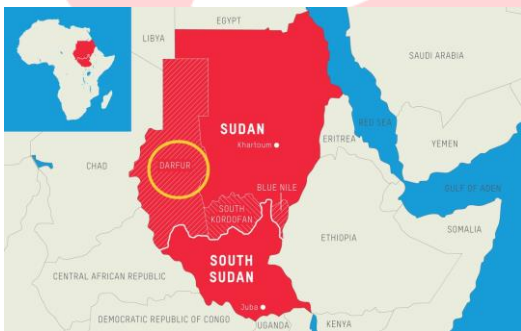 EGYPT
LIBYA
SAUDI ARABIA
RED SEA
SUDAN
Khartoum
ERITREA
YEMEN
CHAD
DARFUR
BLUE NILE
GULF OF ADEN
SOUTH
KORDOFAN
SOMALIA
ETHIOPIA
SOUTH
SUDAN
CENTRAL AFRICAN REPUBLIC
Juba
DEMOCRATIC REPUBLIC OF CONGO
UGANDA
KENYA